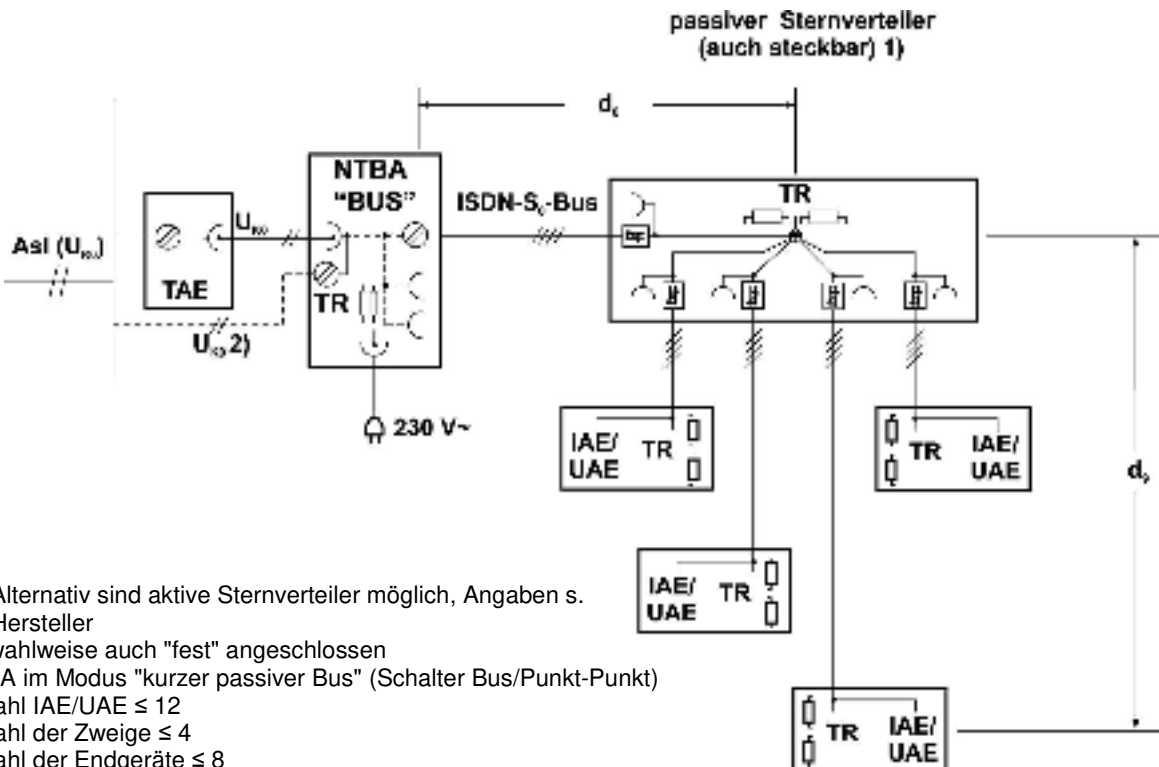 passiver Sternverteiler
(auch steckbar) 1)
NTBA
"BUS"
ISDN-S₀-Bus
TR
Asl (U
TAE
TR
2)
230 V~
IAE/
UAE
TR
TR
IAE/
UAE
IAE/
UAE
TR
TR
IAE/
UAE
Alternativ sind aktive Sternverteiler möglich, Angaben s.
Hersteller
wahlweise auch "fest" angeschlossen
A im Modus "kurzer passiver Bus" (Schalter Bus/Punkt-Punkt)
ahl IAE/UAE ≤ 12
ahl der Zweige ≤ 4
ahl der Endgeräte ≤ 8